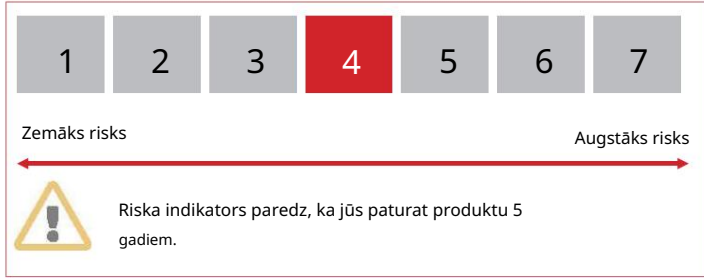 1 2 3 4 5 6 7
Zemāks risks
Augstāks risks
Riska indikators paredz, ka jūs paturat produktu 5
gadiem.